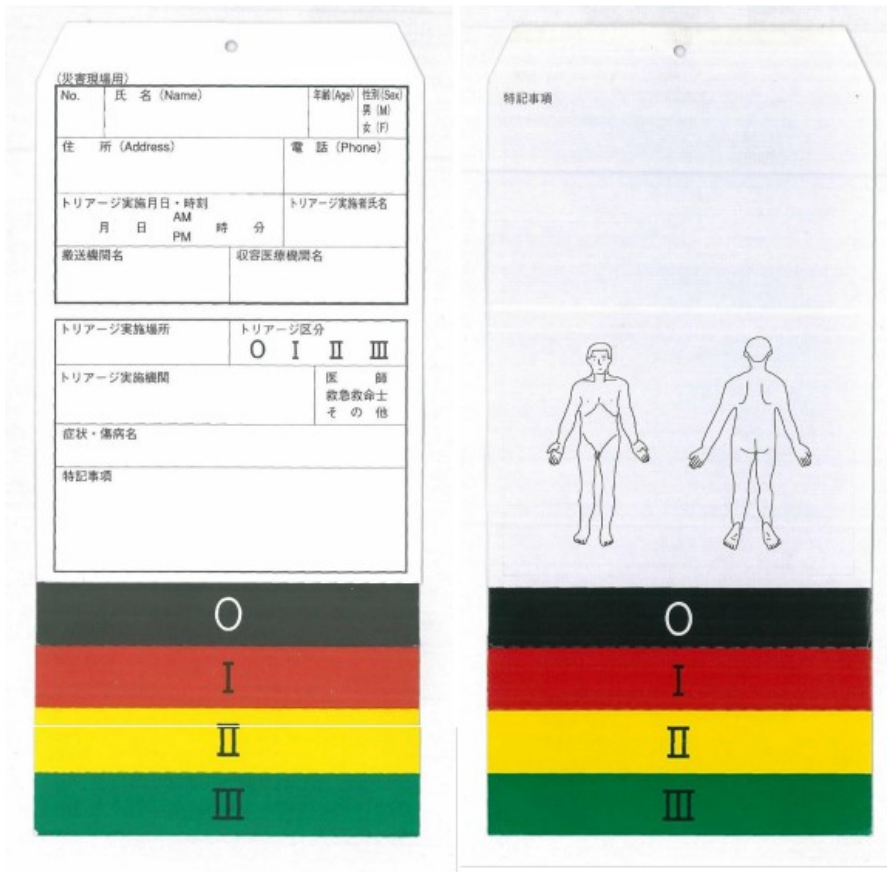 (災害現場用)
No. 氏 名 (Name) 年齢(Age) 性別(Sex)
男 (M)
女 (F)
住 所 (Address) 電 話 (Phone)
トリアージ実施月日・時刻 トリアージ実施者氏名
月 日 AM 時 分
PM
搬送機関名 収容医療機関名
トリアージ実施場所 トリアージ区分
O I II III
トリアージ実施機関 医 師
救急救命士
そ の 他
症状・傷病名
特記事項
O
I
II
III
特記事項
O
I
II
III